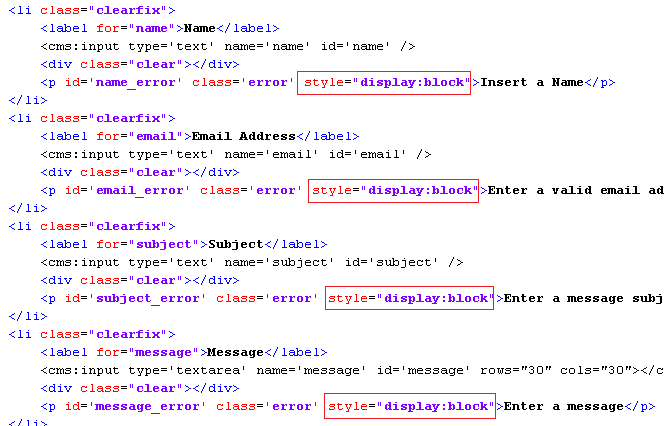 <li class="clearfix">
<label for="name">Name</label>
<cms:input type='text' name='name' id='name' />
<div class="clear"></div>
<p id='name_error' class='error' style="display:block">Insert a Name</p>
</li>
<li class="clearfix">
<label for="email">Email Address</label>
<cms:input type='text' name='email' id='email' />
<div class="clear"></div>
<p id='email_error' class='error' style="display:block">Enter a valid email ad
</li>
<li class="clearfix">
<label for="subject">Subject</label>
<cms:input type='text' name='subject' id='subject' />
<div class="clear"></div>
<p id='subject_error' class='error' style="display:block">Enter a message subj
</li>
<li class="clearfix">
<label for="message">Message</label>
<cms:input type='textarea' name='message' id='message' rows="30" cols="30"></c
<div class="clear"></div>
<p id='message_error' class='error' style="display:block">Enter a message</p>
</li>